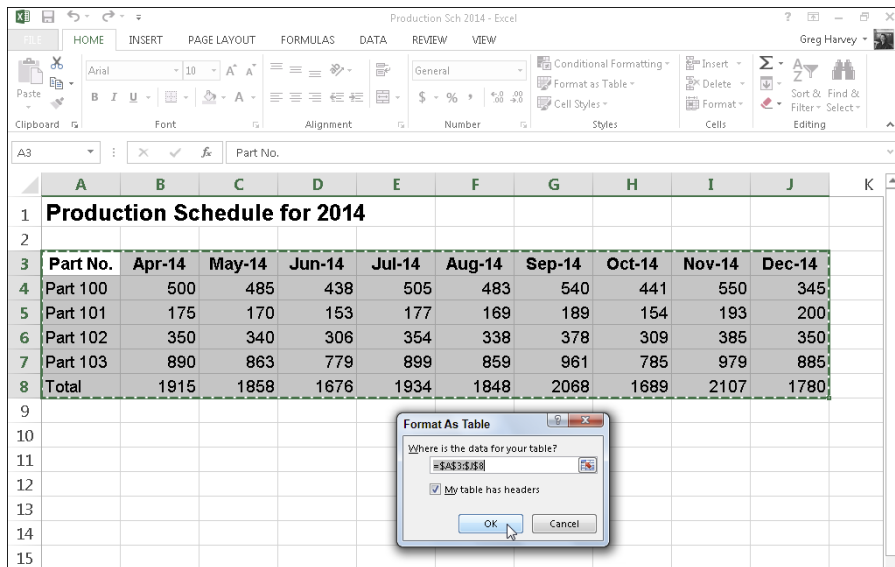 Production Sch 2014 - Excel
FILE HOME INSERT PAGE LAYOUT FORMULAS DATA REVIEW VIEW Greg Harvey
Paste
Arial 10 A A
B I U A
General
$ % , .0 .00 .00 .0
Conditional Formatting
Format as Table
Cell Styles
Insert
Delete
Format
Σ
Sort & Filter
Find & Select
Clipboard Font Alignment Number Styles Cells Editing
A3 fx Part No.
A B C D E F G H I J K
1 Production Schedule for 2014
2
3 Part No. Apr-14 May-14 Jun-14 Jul-14 Aug-14 Sep-14 Oct-14 Nov-14 Dec-14
4 Part 100 500 485 438 505 483 540 441 550 345
5 Part 101 175 170 153 177 169 189 154 193 200
6 Part 102 350 340 306 354 338 378 309 385 350
7 Part 103 890 863 779 899 859 961 785 979 885
8 Total 1915 1858 1676 1934 1848 2068 1689 2107 1780
9
10
11
12
13
14
15
Format As Table
Where is the data for your table?
=$A$3:$J$8
My table has headers
OK Cancel